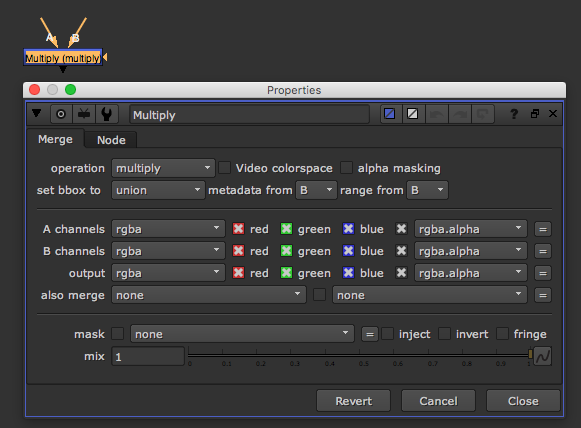 A B
Multiply (multiply
Properties
Multiply ?
Merge Node
operation multiply Video colorspace alpha masking
set bbox to union metadata from B range from B
A channels rgba red green blue rgba.alpha =
B channels rgba red green blue rgba.alpha =
output rgba red green blue rgba.alpha =
also merge none none =
mask none = inject invert fringe
mix 1 0 0.1 0.2 0.3 0.4 0.5 0.6 0.7 0.8 0.9 1
Revert Cancel Close